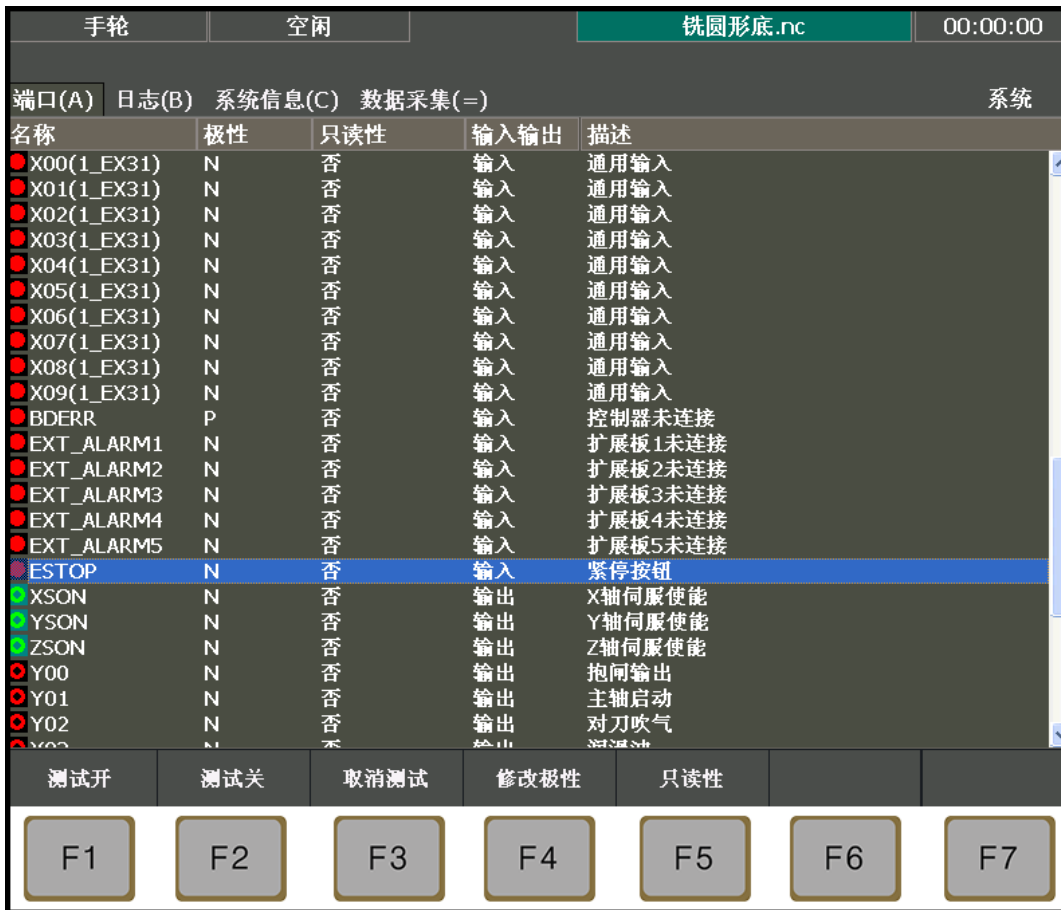 手轮 空闲 铣圆形底.nc 00:00:00
端口(A) 日志(B) 系统信息(C) 数据采集(=) 系统
名称 极性 只读性 输入输出 描述
X00(1_EX31) N 否 输入 通用输入
X01(1_EX31) N 否 输入 通用输入
X02(1_EX31) N 否 输入 通用输入
X03(1_EX31) N 否 输入 通用输入
X04(1_EX31) N 否 输入 通用输入
X05(1_EX31) N 否 输入 通用输入
X06(1_EX31) N 否 输入 通用输入
X07(1_EX31) N 否 输入 通用输入
X08(1_EX31) N 否 输入 通用输入
X09(1_EX31) N 否 输入 通用输入
BDERR P 否 输入 控制器未连接
EXT_ALARM1 N 否 输入 扩展板1未连接
EXT_ALARM2 N 否 输入 扩展板2未连接
EXT_ALARM3 N 否 输入 扩展板3未连接
EXT_ALARM4 N 否 输入 扩展板4未连接
EXT_ALARM5 N 否 输入 扩展板5未连接
ESTOP N 否 输入 紧停按钮
XSON N 否 输出 X轴伺服使能
YSON N 否 输出 Y轴伺服使能
ZSON N 否 输出 Z轴伺服使能
Y00 N 否 输出 抱闸输出
Y01 N 否 输出 主轴启动
Y02 N 否 输出 对刀吹气
测试开 测试关 取消测试 修改极性 只读性
F1 F2 F3 F4 F5 F6 F7